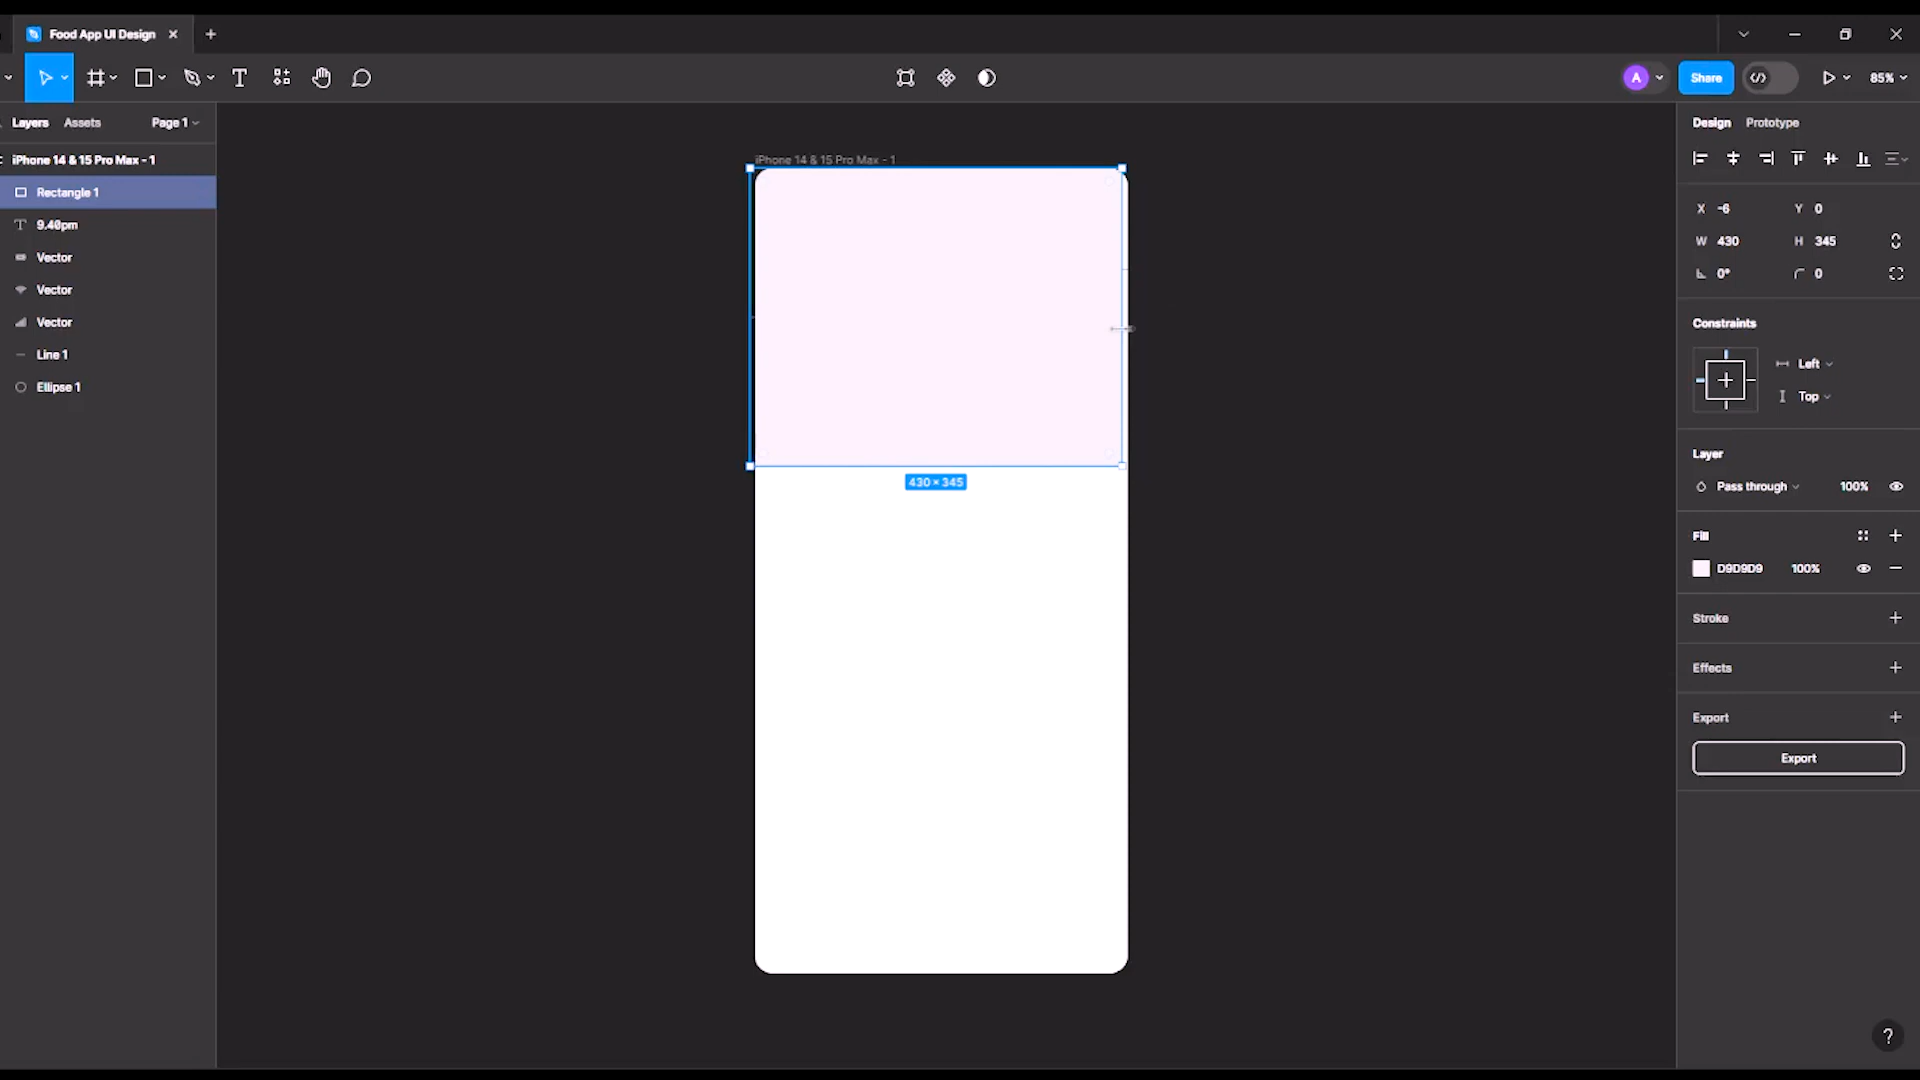 Food App UI Design
A
Share
85%
Layers
Assets
Page 1
iPhone 14 & 15 Pro Max - 1
Rectangle 1
9.40pm
Vector
Vector
Vector
Line 1
Ellipse 1
iPhone 14 & 15 Pro Max - 1
430 × 345
Design
Prototype
X -6
Y 0
W 430
H 345
0°
0
Constraints
Left
Top
Layer
Pass through
100%
Fill
D9D9D9
100%
Stroke
Effects
Export
Export
?